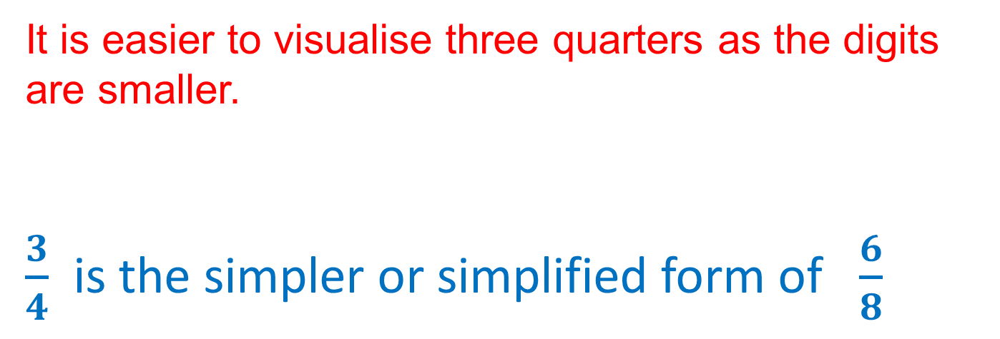 It is easier to visualise three quarters as the digits
are smaller.
3/4 is the simpler or simplified form of 6/8